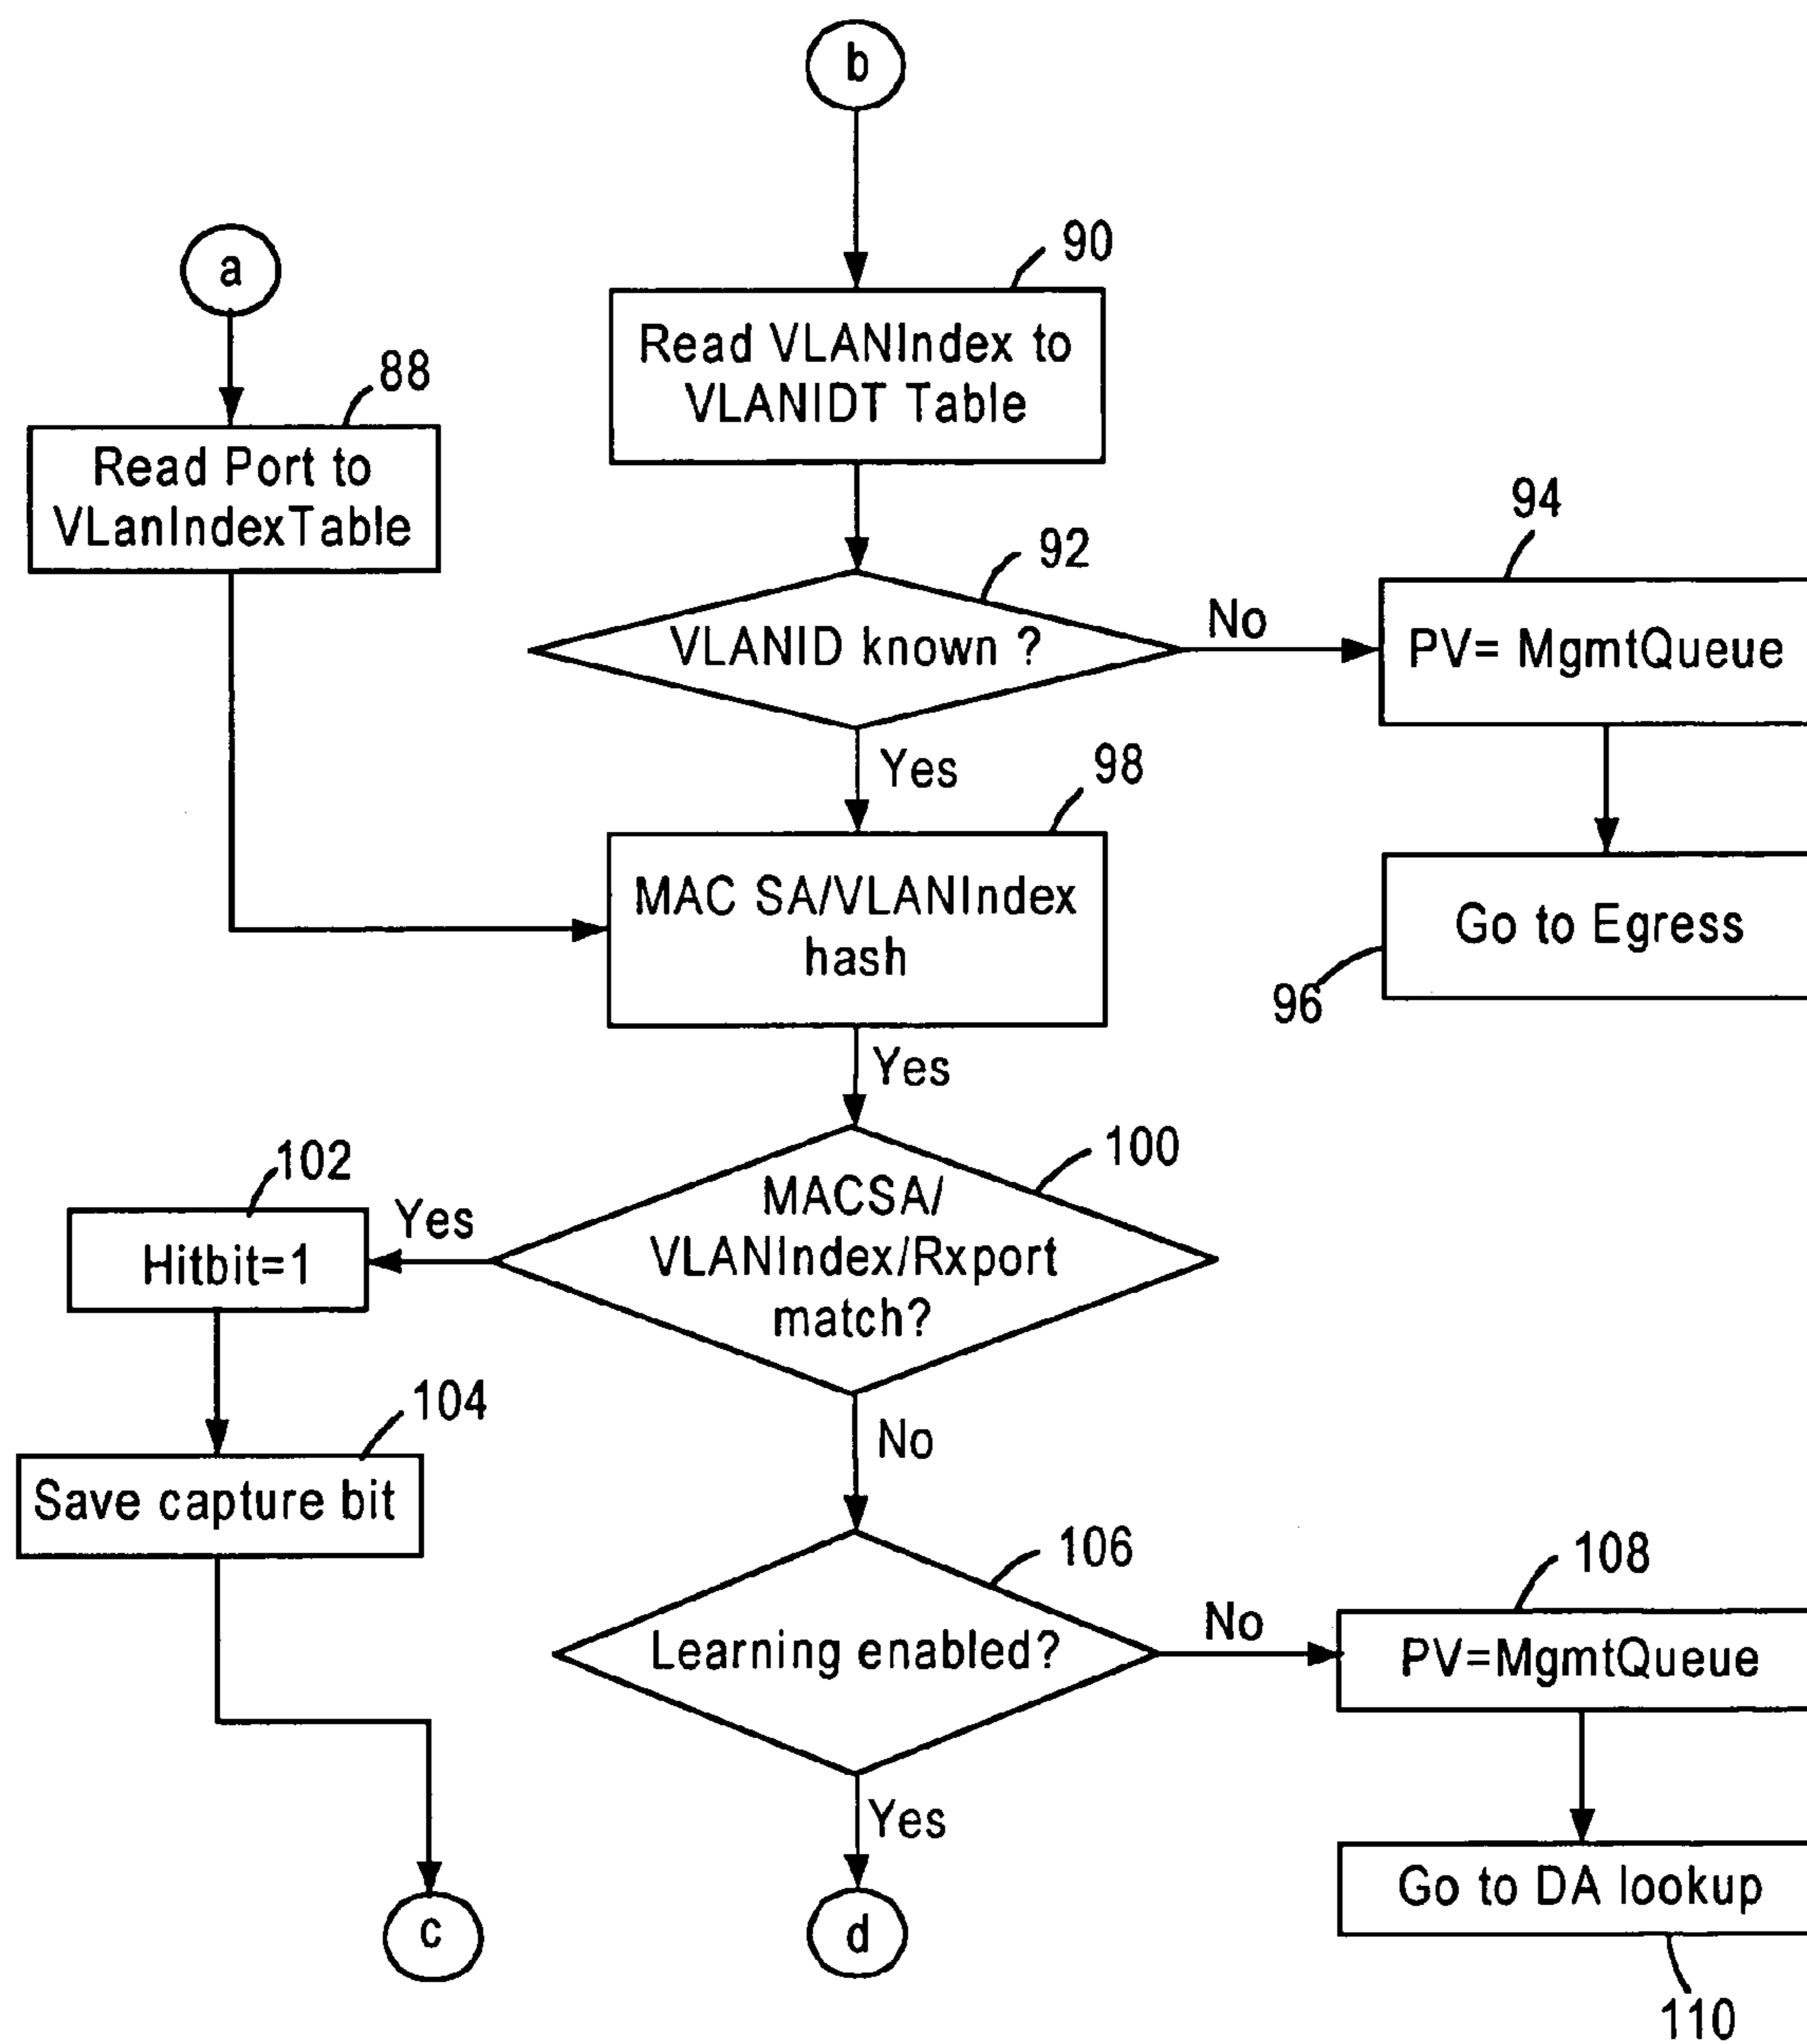 b
90
a
Read VLANIndex to
VLANIDT Table
88
Read Port to
VLanIndexTable
94
92
VLANID known ?
No
PV= MgmtQueue
Yes
98
MAC SA/VLANIndex
hash
Go to Egress
96
Yes
100
102
MACSA/
VLANIndex/Rxport
match?
Yes
Hitbit=1
104
No
Save capture bit
106
108
Learning enabled?
No
PV=MgmtQueue
Yes
Go to DA lookup
c
d
110